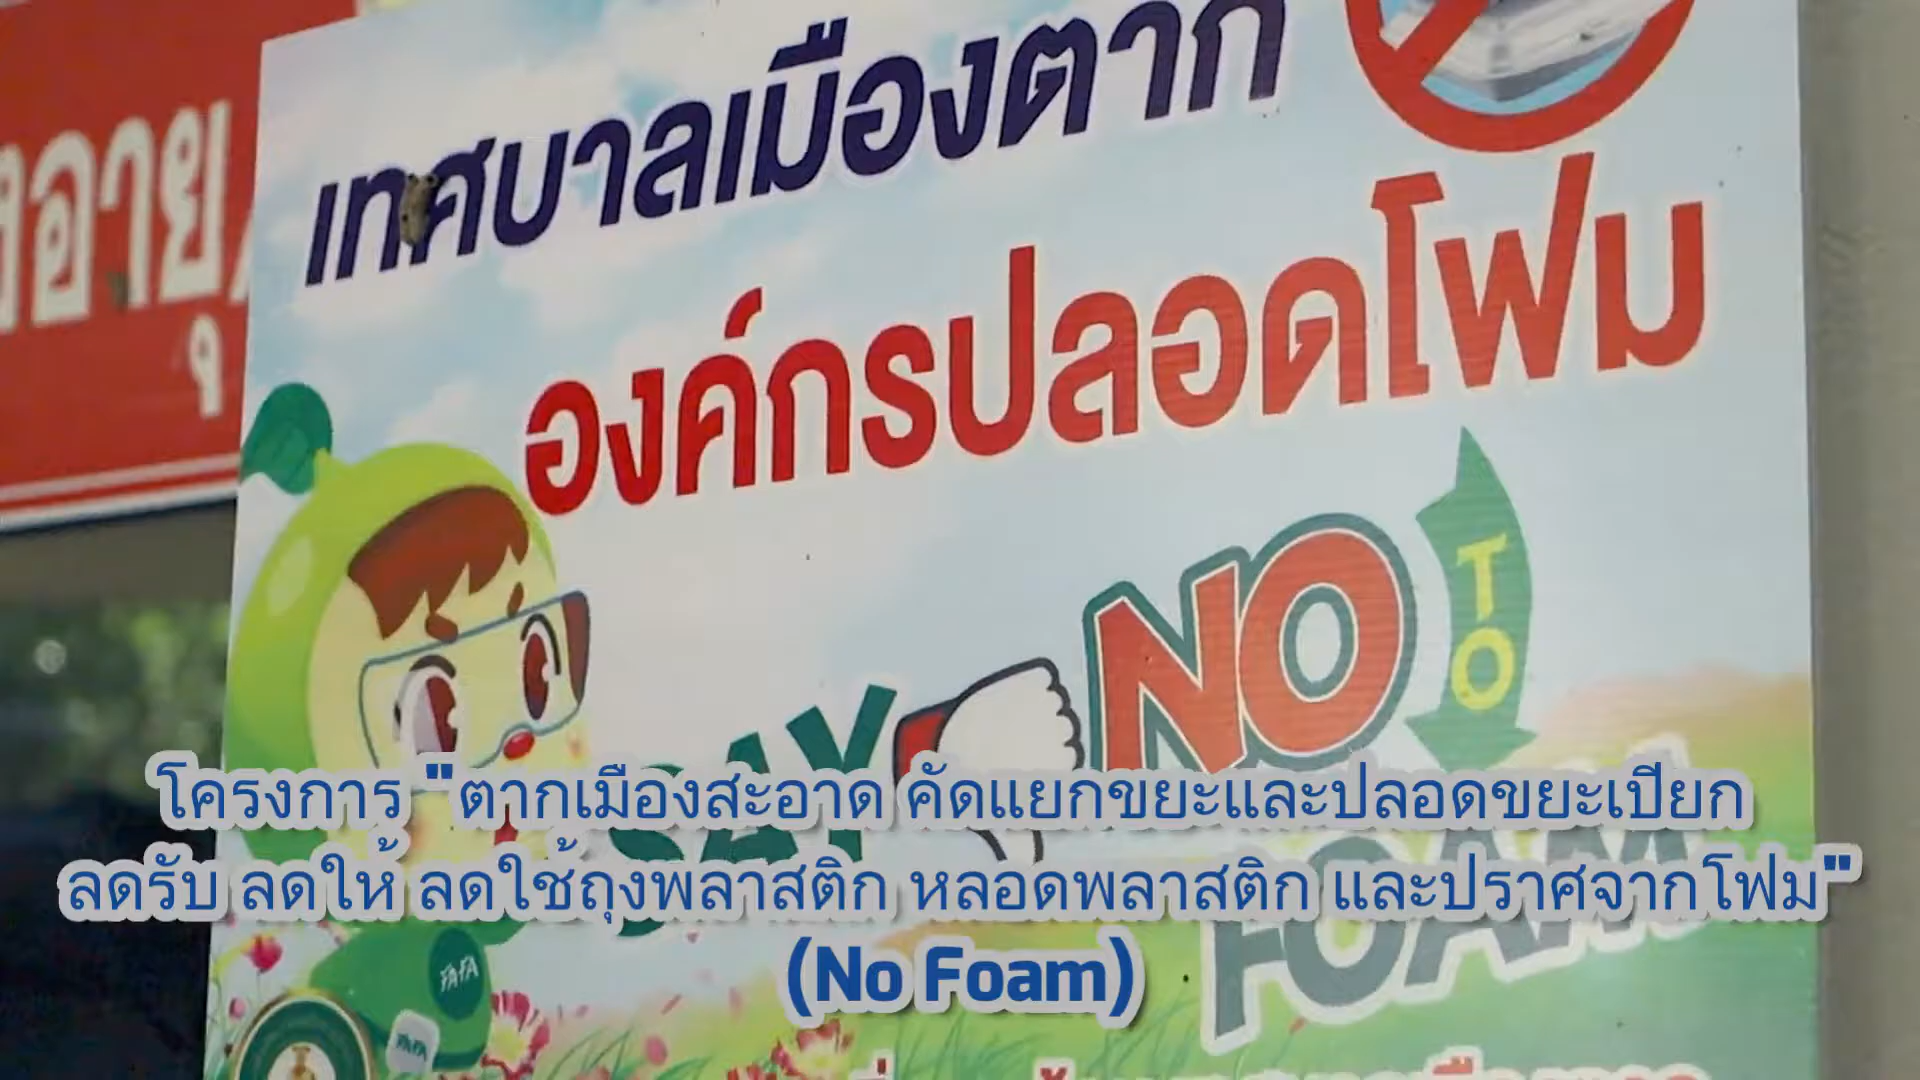 เทศบาลเมืองตาก
องค์กรปลอดโฟม
SAY NO TO FOAM
โครงการ "ตากเมืองสะอาด คัดแยกขยะและปลอดขยะเปียก
ลดรับ ลดให้ ลดใช้ถุงพลาสติก หลอดพลาสติก และปราศจากโฟม"
(No Foam)
FAFA
FAFA